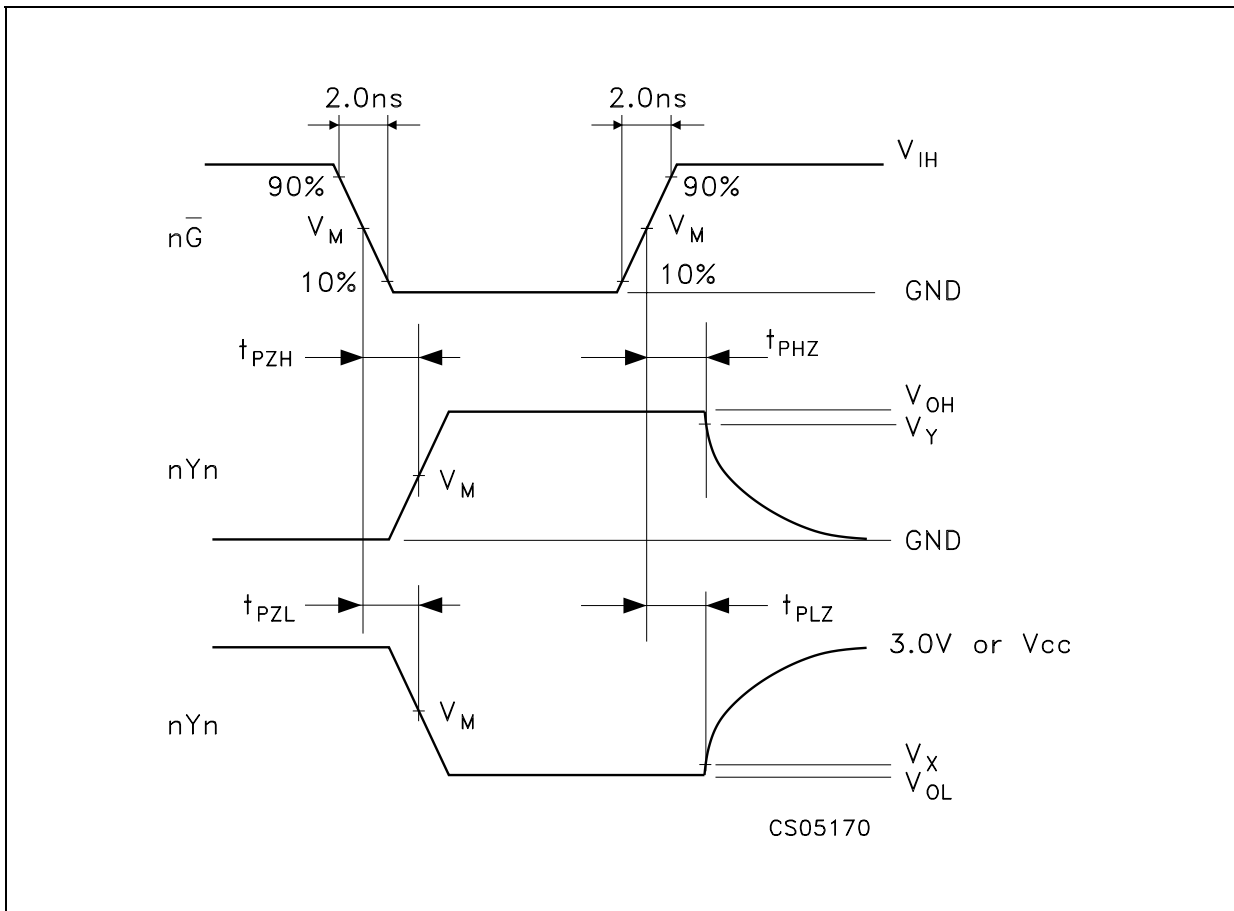 2.0ns 2.0ns
V_IH
90% 90%
nG̅ V_M V_M
10% 10%
GND
t_PZH t_PHZ
V_OH
V_Y
nYn V_M
GND
t_PZL t_PLZ
3.0V or Vcc
nYn V_M
V_X
V_OL
CS05170